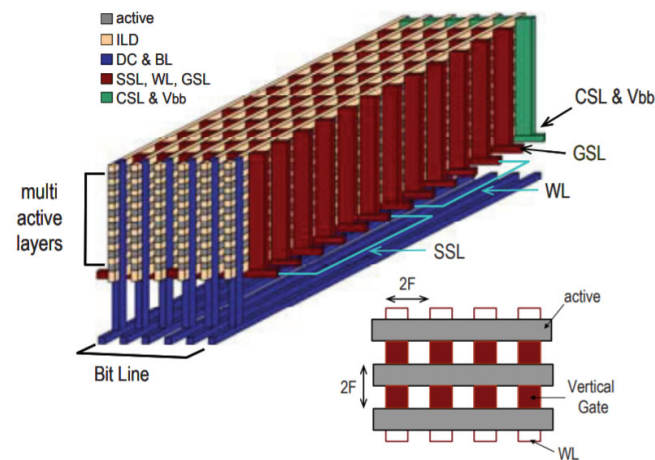 active
ILD
DC & BL
SSL, WL, GSL
CSL & Vbb
CSL & Vbb
GSL
WL
SSL
multi
active
layers
Bit Line
2F
active
2F
Vertical
Gate
WL